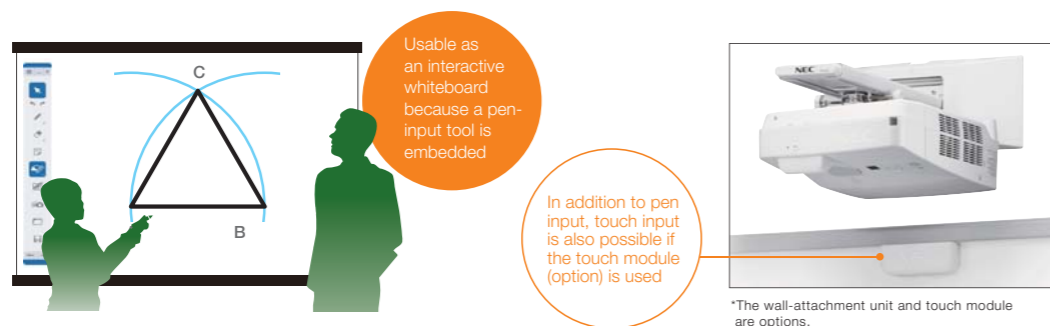 C
B
Usable as
an interactive
whiteboard
because a pen-
input tool is
embedded
In addition to pen
input, touch input
is also possible if
the touch module
(option) is used
NEC
*The wall-attachment unit and touch module
are options.